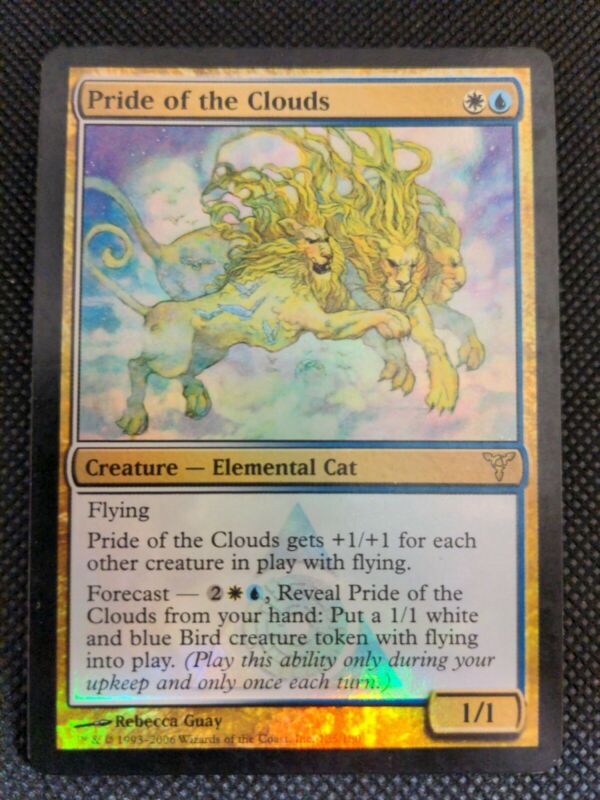 Pride of the Clouds
Creature — Elemental Cat
Flying
Pride of the Clouds gets +1/+1 for each
other creature in play with flying.
Forecast — 2, Reveal Pride of the
Clouds from your hand: Put a 1/1 white
and blue Bird creature token with flying
into play. (Play this ability only during your
upkeep and only once each turn.)
1/1
Rebecca Guay
& © 1993–2006 Wizards of the Coast, Inc.